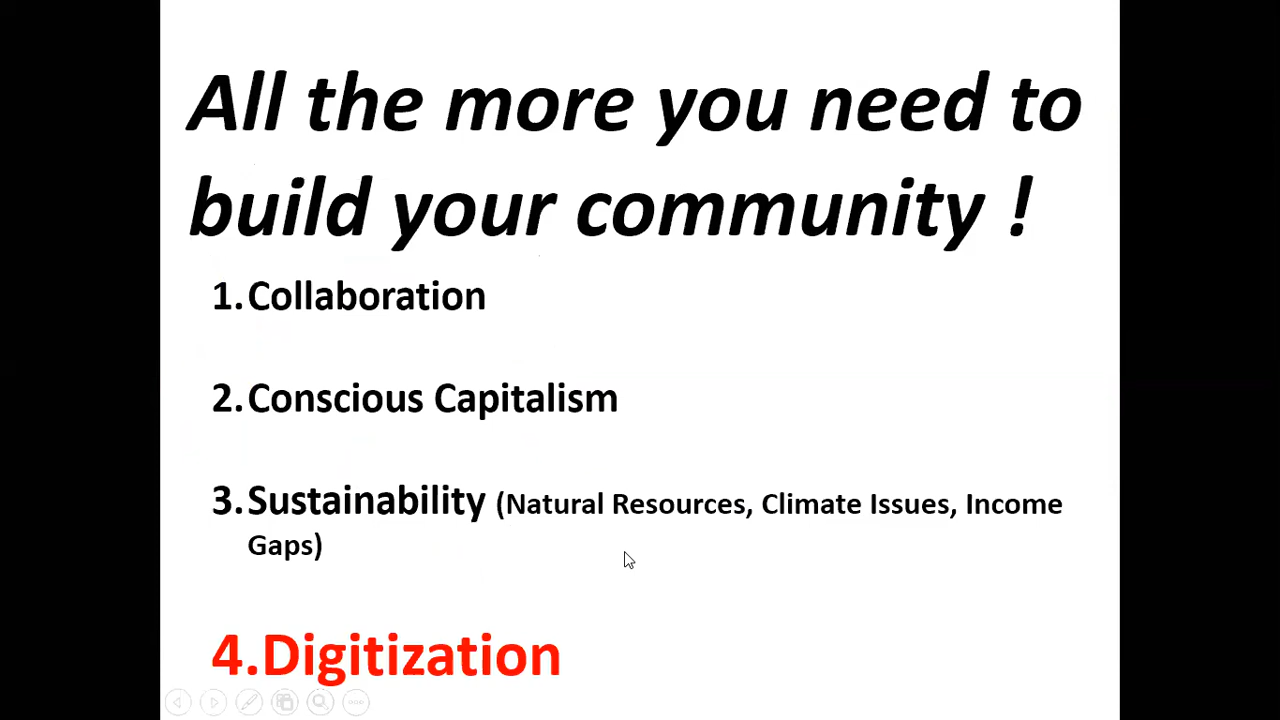 All the more you need to
build your community !
1.Collaboration
2.Conscious Capitalism
3.Sustainability (Natural Resources, Climate Issues, Income
Gaps)
4.Digitization